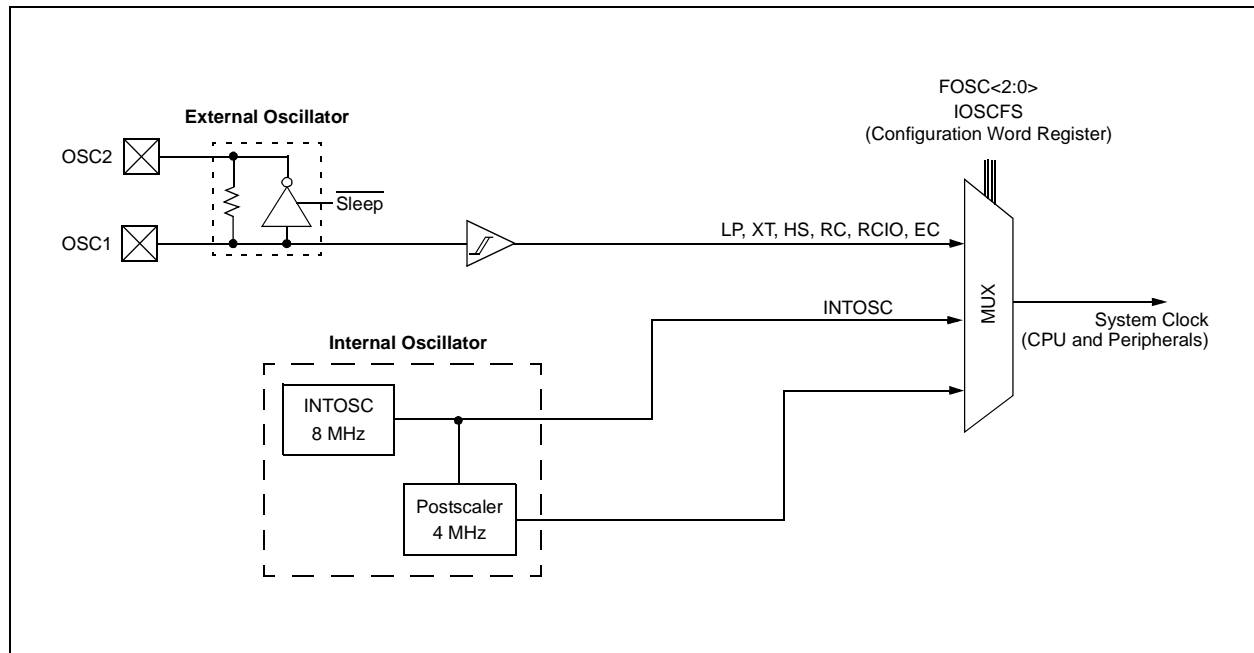 FOSC<2:0>
IOSCFS
(Configuration Word Register)
External Oscillator
OSC2
Sleep
OSC1
LP, XT, HS, RC, RCIO, EC
MUX
INTOSC
System Clock
(CPU and Peripherals)
Internal Oscillator
INTOSC
8 MHz
Postscaler
4 MHz